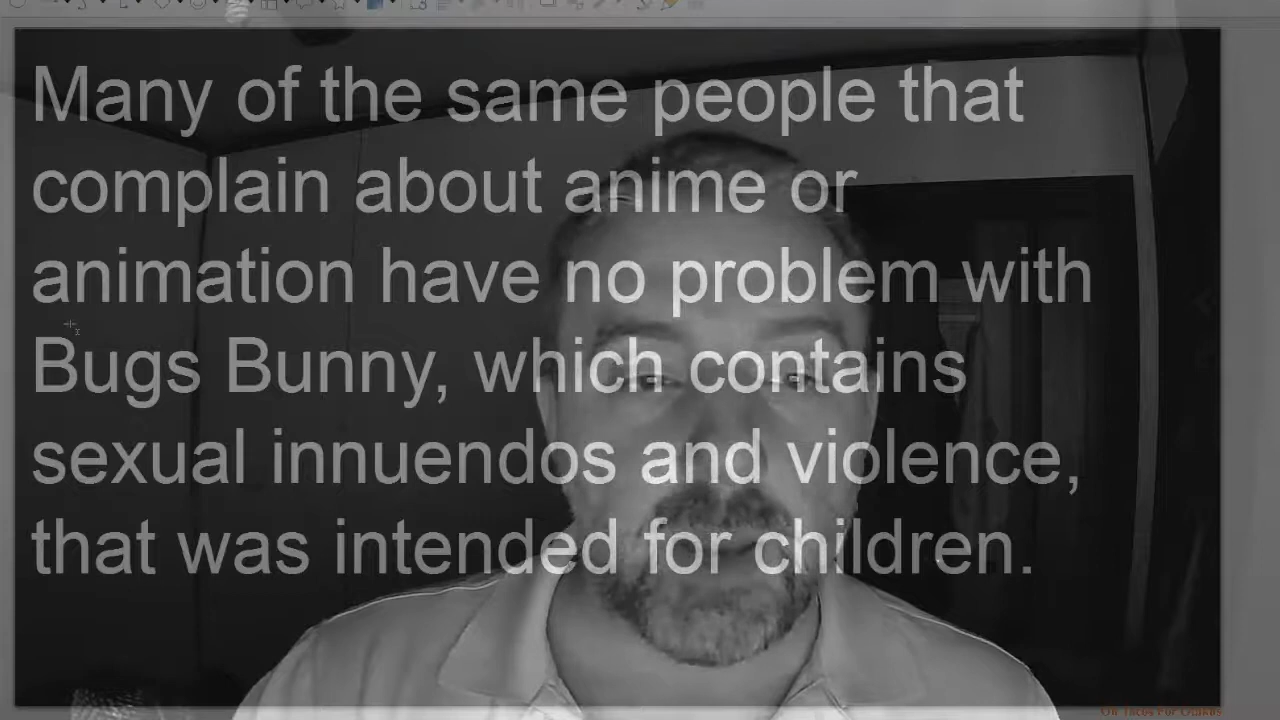 Many of the same people that
complain about anime or
animation have no problem with
Bugs Bunny, which contains
sexual innuendos and violence,
that was intended for children.